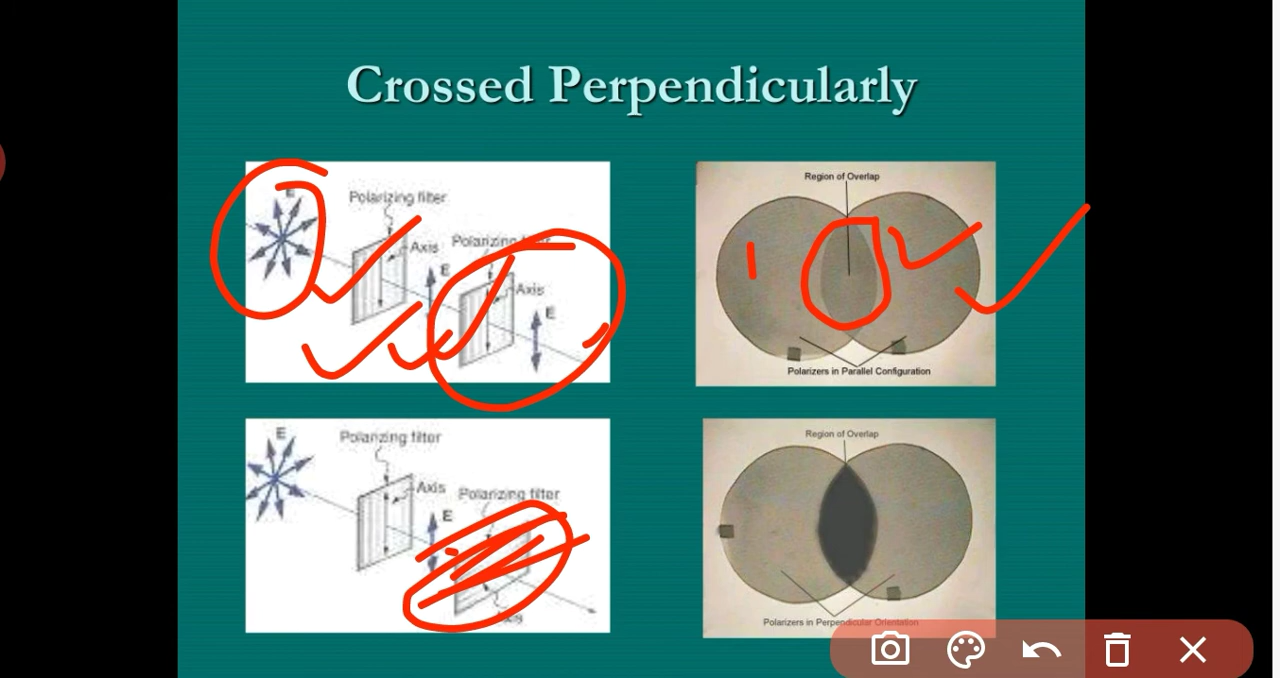 Crossed Perpendicularly
E
Polarizing filter
Axis
Polarizing filter
E
Axis
E
Region of Overlap
Polarizers in Parallel Configuration
E
Polarizing filter
Axis
Polarizing filter
E
Axis
Region of Overlap
Polarizers in Perpendicular Orientation